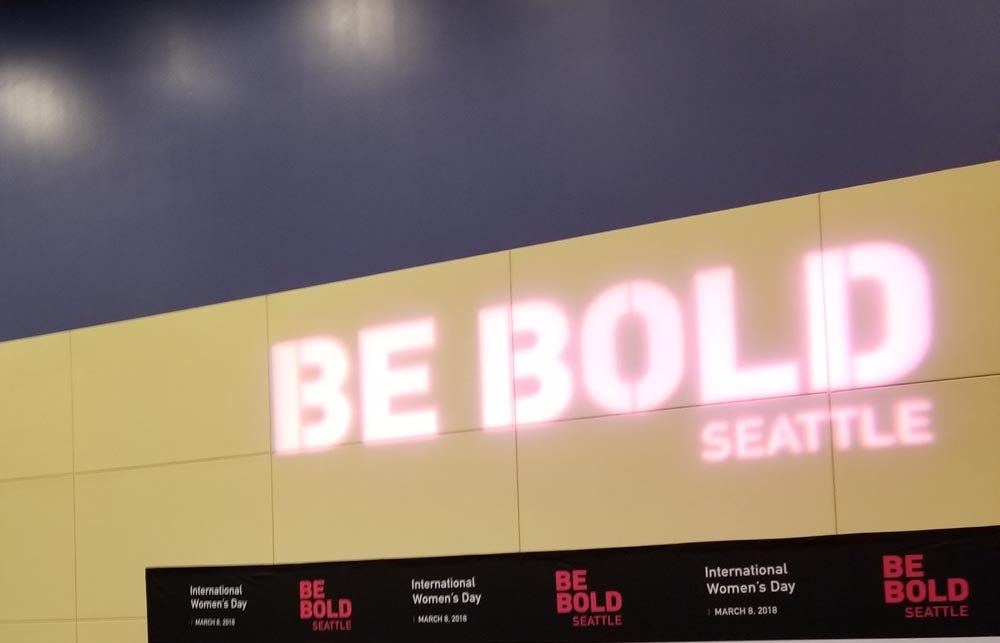 BE BOLD
SEATTLE
International
Women's Day
| MARCH 8, 2018
BE
BOLD
SEATTLE
International
Women's Day
| MARCH 8, 2018
BE
BOLD
SEATTLE
International
Women's Day
| MARCH 8, 2018
BE
BOLD
SEATTLE